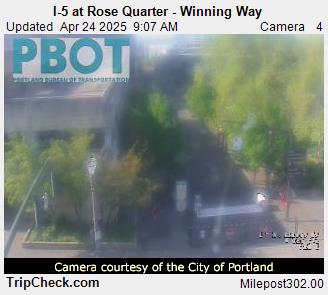 I-5 at Rose Quarter - Winning Way
Updated Apr 24 2025 9:07 AM Camera 4
PBOT
PORTLAND BUREAU OF TRANSPORTATION
Camera courtesy of the City of Portland
TripCheck.com Milepost302.00